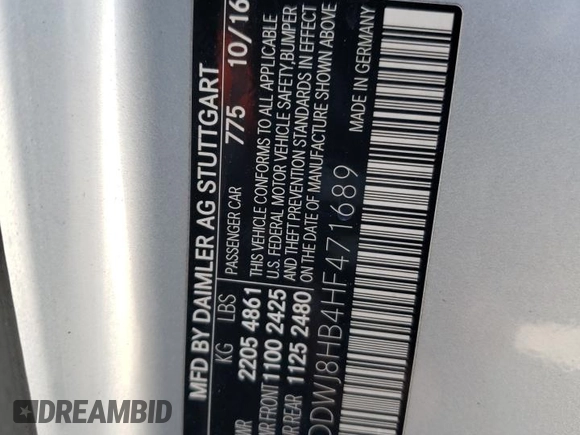 MFD BY DAIMLER AG STUTTGART
KG LBS PASSENGER CAR 775 10/16
2205 4861 THIS VEHICLE CONFORMS TO ALL APPLICABLE
FRONT 1100 2425 U.S. FEDERAL MOTOR VEHICLE SAFETY, BUMPER
REAR 1125 2480 AND THEFT PREVENTION STANDARDS IN EFFECT
ON THE DATE OF MANUFACTURE SHOWN ABOVE
DDWJ8HB4HF471689 MADE IN GERMANY
DREAMBID